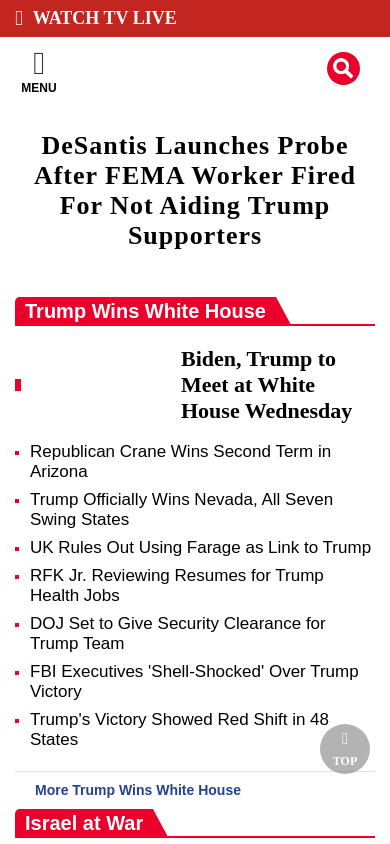 WATCH TV LIVE
MENU
DeSantis Launches Probe
After FEMA Worker Fired
For Not Aiding Trump
Supporters
Trump Wins White House
Biden, Trump to
Meet at White
House Wednesday
Republican Crane Wins Second Term in
Arizona
Trump Officially Wins Nevada, All Seven
Swing States
UK Rules Out Using Farage as Link to Trump
RFK Jr. Reviewing Resumes for Trump
Health Jobs
DOJ Set to Give Security Clearance for
Trump Team
FBI Executives 'Shell-Shocked' Over Trump
Victory
Trump's Victory Showed Red Shift in 48
States
TOP
More Trump Wins White House
Israel at War